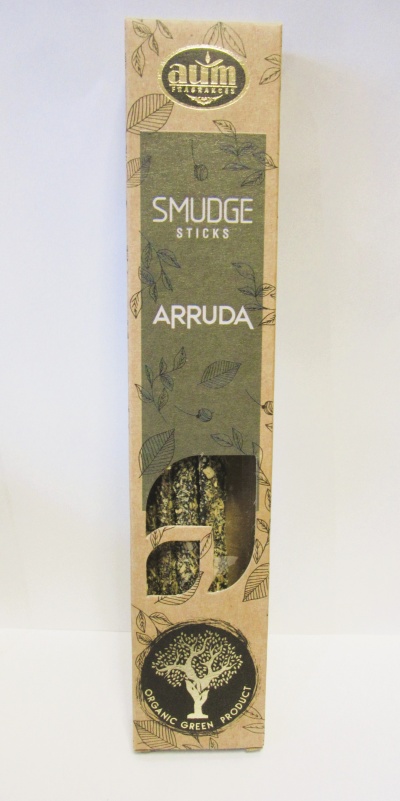 aum
FRAGRANCES
SMUDGE
STICKS
ARRUDA
ORGANIC GREEN PRODUCT